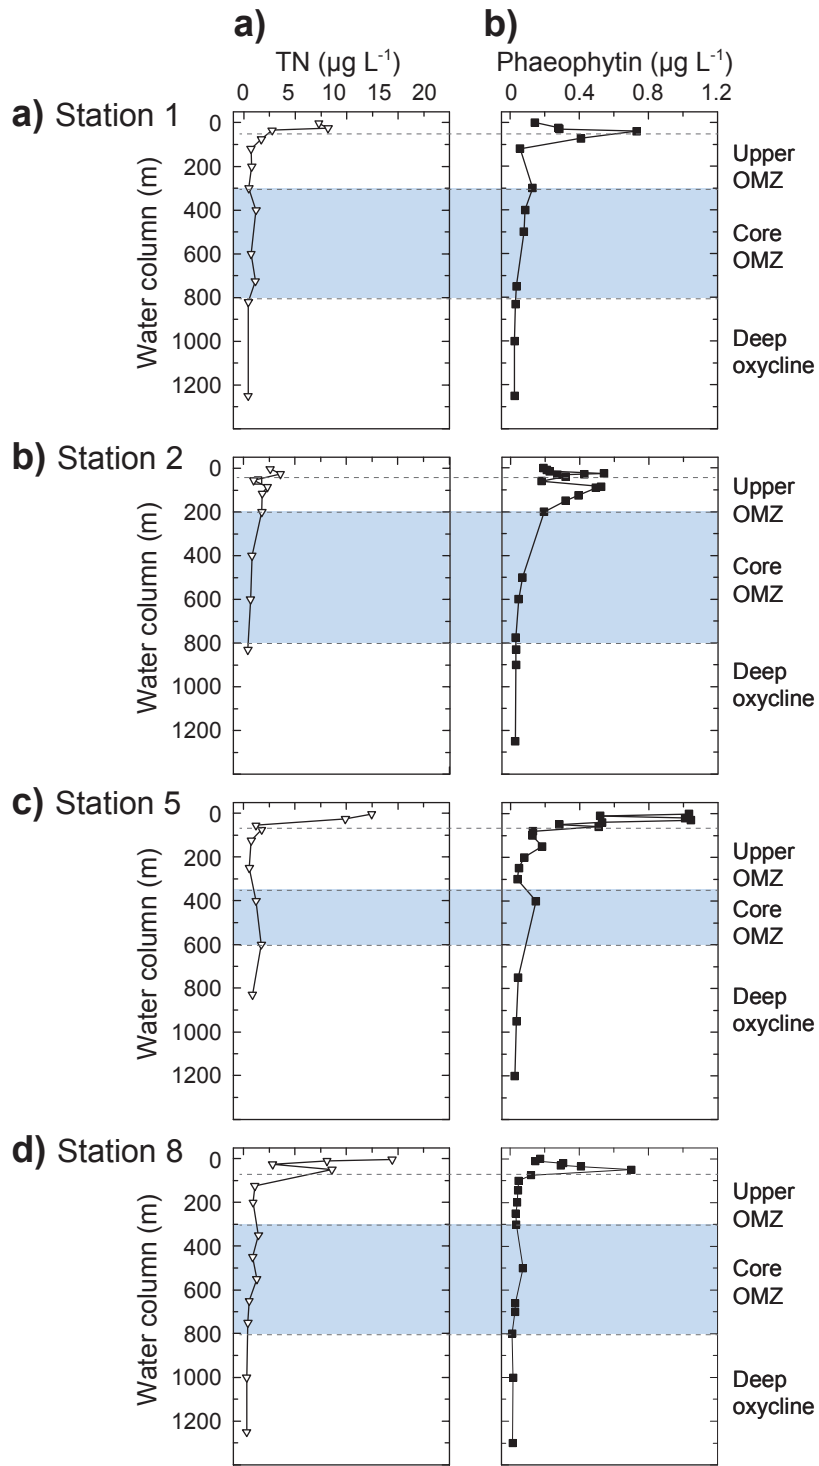 a) b)
TN (µg L-1) Phaeophytin (µg L-1)
0 5 10 15 20 0 0.4 0.8 1.2
a) Station 1
Water column (m)
0
200
400
600
800
1000
1200
Upper
OMZ
Core
OMZ
Deep
oxycline
b) Station 2
Water column (m)
0
200
400
600
800
1000
1200
Upper
OMZ
Core
OMZ
Deep
oxycline
c) Station 5
Water column (m)
0
200
400
600
800
1000
1200
Upper
OMZ
Core
OMZ
Deep
oxycline
d) Station 8
Water column (m)
0
200
400
600
800
1000
1200
Upper
OMZ
Core
OMZ
Deep
oxycline